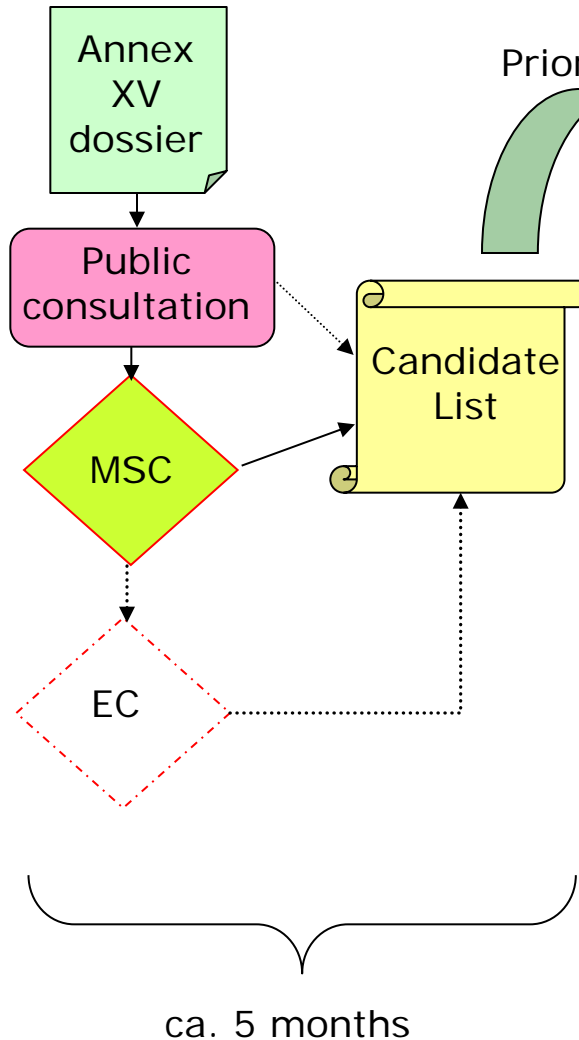 Annex
XV
dossier
Public
consultation
MSC
EC
Candidate
List
ca. 5 months